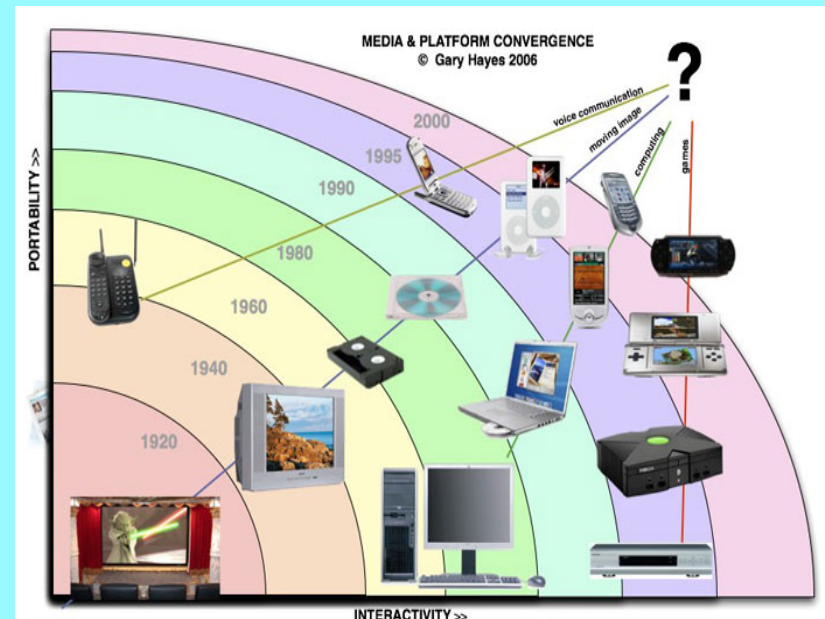 MEDIA & PLATFORM CONVERGENCE
© Gary Hayes 2006
?
voice communication
moving image
computing
games
2000
1995
1990
1980
1960
1940
1920
PORTABILITY >>
INTERACTIVITY >>